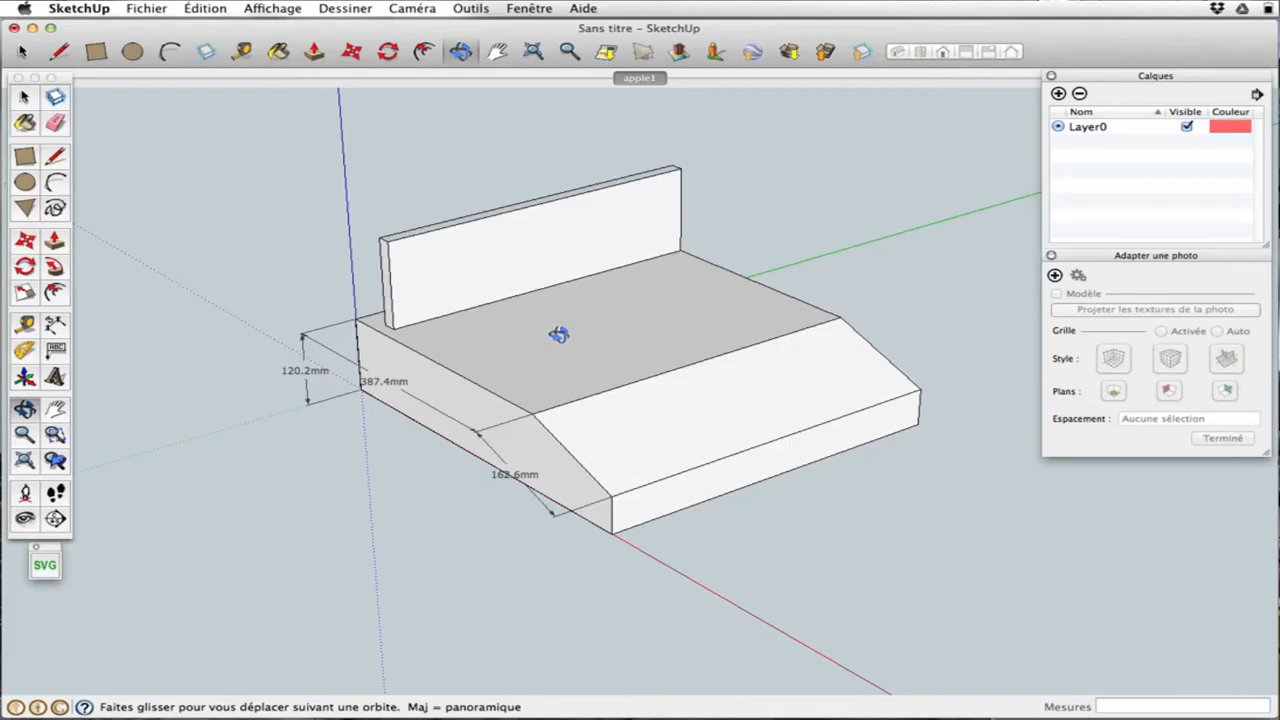 SketchUp Fichier Édition Affichage Dessiner Caméra Outils Fenêtre Aide
Sans titre – SketchUp
apple1
Calques
Nom Visible Couleur
Layer0
Adapter une photo
Modèle
Projeter les textures de la photo
Grille Activée Auto
Style :
Plans :
Espacement : Aucune sélection
Terminé
120.2mm
387.4mm
162.6mm
ABC
SVG
Faites glisser pour vous déplacer suivant une orbite. Maj = panoramique
Mesures